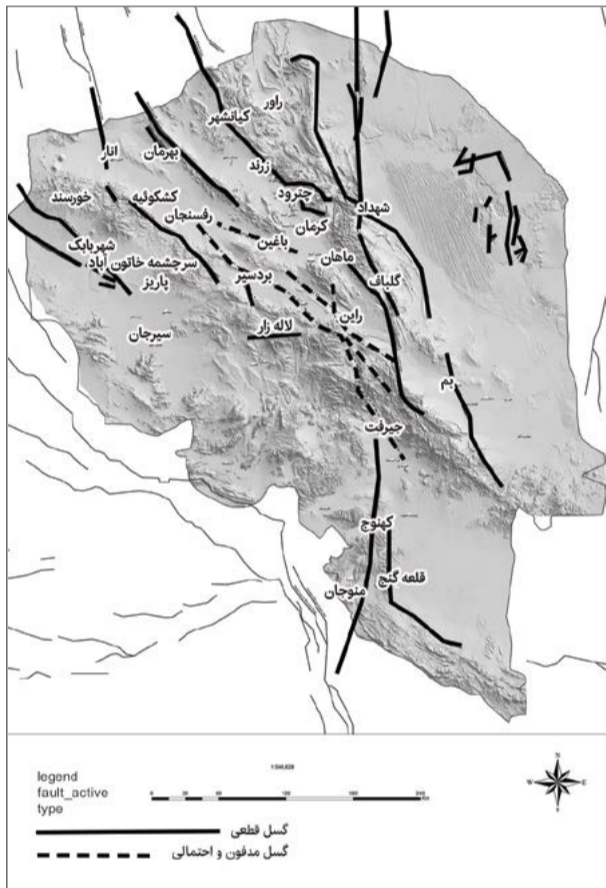 راور
کیانشهر
انار
بهرمان
زرند
خورسند
کشکوئیه
چترود
شهداد
رفسنجان
کرمان
باغین
ماهان
شهربابک
سرچشمه خاتون آباد،
پاریز
بردسیر
گلباف
راین
سیرجان
لاله زار
بم
جیرفت
کهنوج
قلعه گنج
منوجان
legend
fault_active
type
N
W
E
S
گسل قطعی
گسل مدفون و احتمالی